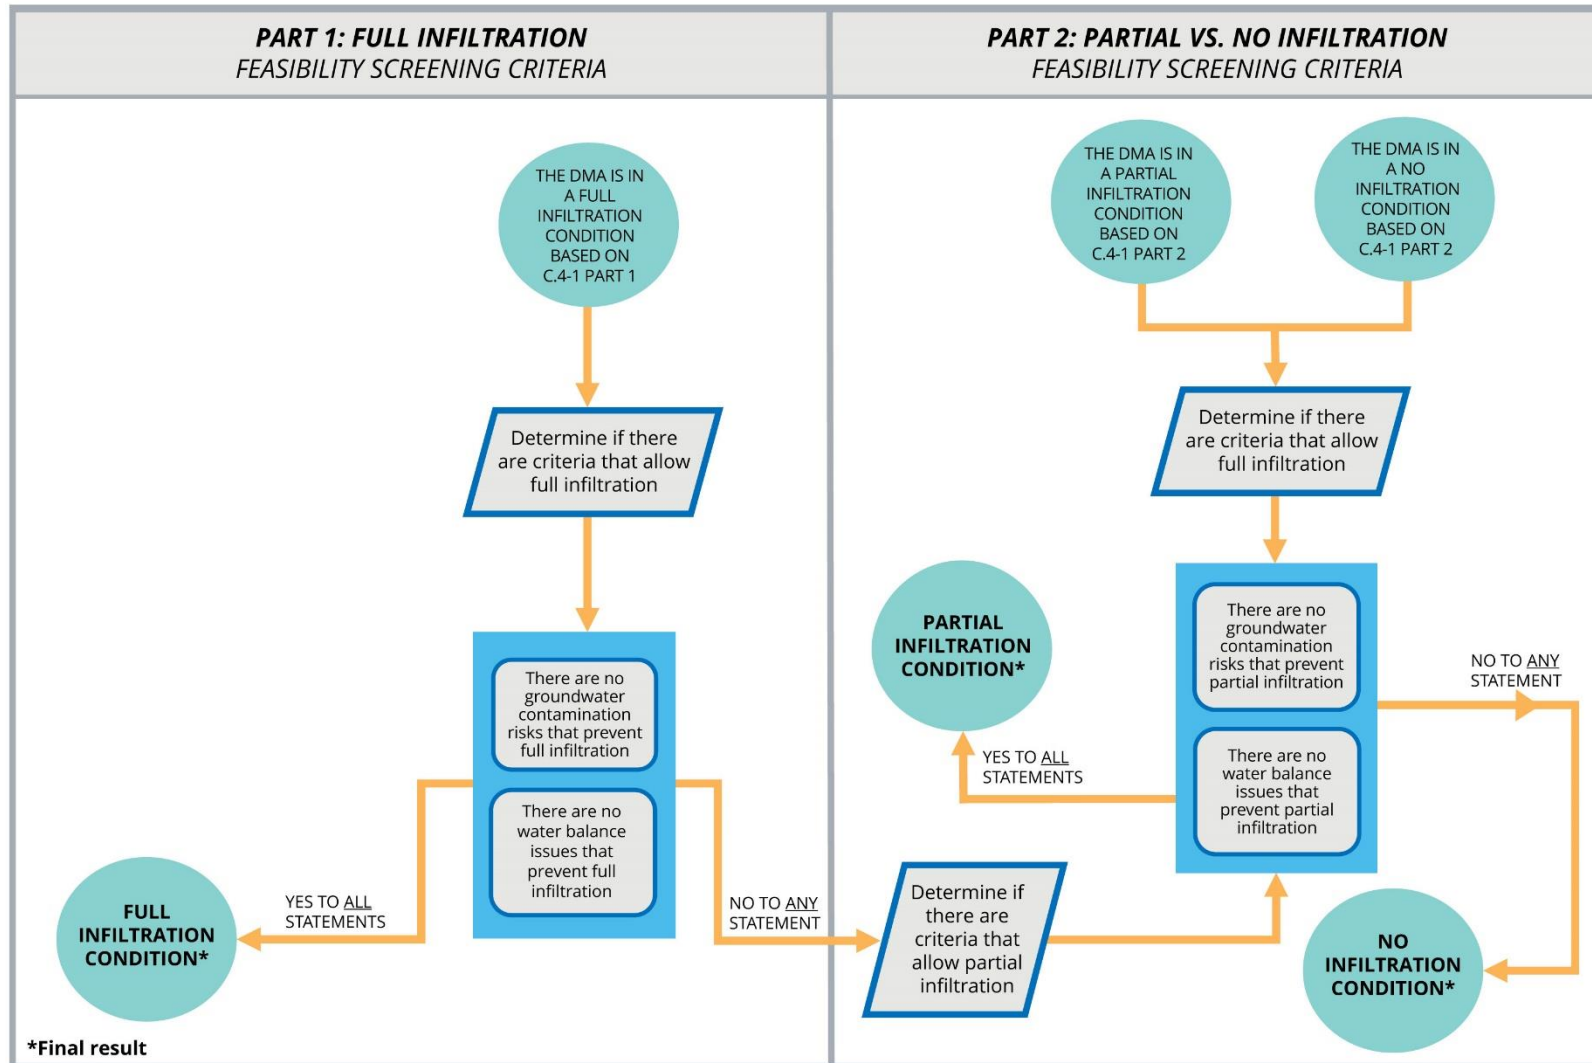 PART 1: FULL INFILTRATION
FEASIBILITY SCREENING CRITERIA
THE DMA IS IN
A FULL
INFILTRATION
CONDITION
BASED ON
C.4-1 PART 1
Determine if there
are criteria that allow
full infiltration
There are no
groundwater
contamination
risks that prevent
full infiltration
There are no
water balance
issues that
prevent full
infiltration
YES TO ALL
STATEMENTS
FULL
INFILTRATION
CONDITION*
NO TO ANY
STATEMENT
*Final result
PART 2: PARTIAL VS. NO INFILTRATION
FEASIBILITY SCREENING CRITERIA
THE DMA IS IN
A PARTIAL
INFILTRATION
CONDITION
BASED ON
C.4-1 PART 2
THE DMA IS IN
A NO
INFILTRATION
CONDITION
BASED ON
C.4-1 PART 2
Determine if there
are criteria that allow
full infiltration
There are no
groundwater
contamination
risks that prevent
partial infiltration
There are no
water balance
issues that
prevent partial
infiltration
PARTIAL
INFILTRATION
CONDITION*
YES TO ALL
STATEMENTS
NO TO ANY
STATEMENT
Determine if
there are
criteria that
allow partial
infiltration
NO
INFILTRATION
CONDITION*